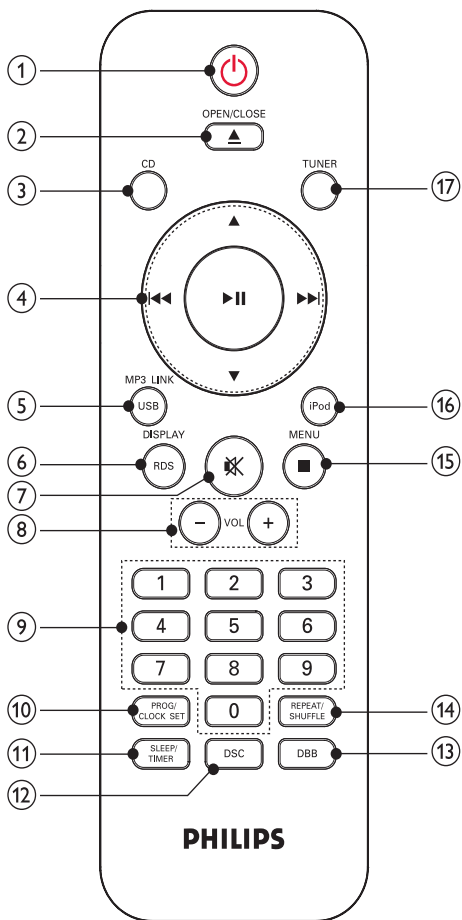 1
OPEN/CLOSE
2
CD
TUNER
3
17
4
MP3 LINK
5
USB
iPod
16
DISPLAY
MENU
6
RDS
15
7
8
VOL
1 2 3
9
4 5 6
7 8 9
10
PROG/
CLOCK SET
0
REPEAT/
SHUFFLE
14
11
SLEEP/
TIMER
DSC
DBB
13
12
PHILIPS